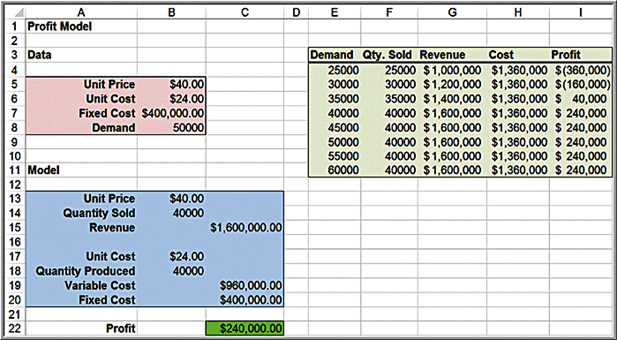 A B C D E F G H I
1 Profit Model
2
3 Data Demand Qty. Sold Revenue Cost Profit
4 25000 25000 $1,000,000 $1,360,000 $(360,000)
5 Unit Price $40.00 30000 30000 $1,200,000 $1,360,000 $(160,000)
6 Unit Cost $24.00 35000 35000 $1,400,000 $1,360,000 $ 40,000
7 Fixed Cost $400,000.00 40000 40000 $1,600,000 $1,360,000 $ 240,000
8 Demand 50000 45000 40000 $1,600,000 $1,360,000 $ 240,000
9 50000 40000 $1,600,000 $1,360,000 $ 240,000
10 55000 40000 $1,600,000 $1,360,000 $ 240,000
11 Model 60000 40000 $1,600,000 $1,360,000 $ 240,000
12
13 Unit Price $40.00
14 Quantity Sold 40000
15 Revenue $1,600,000.00
16
17 Unit Cost $24.00
18 Quantity Produced 40000
19 Variable Cost $960,000.00
20 Fixed Cost $400,000.00
21
22 Profit $240,000.00